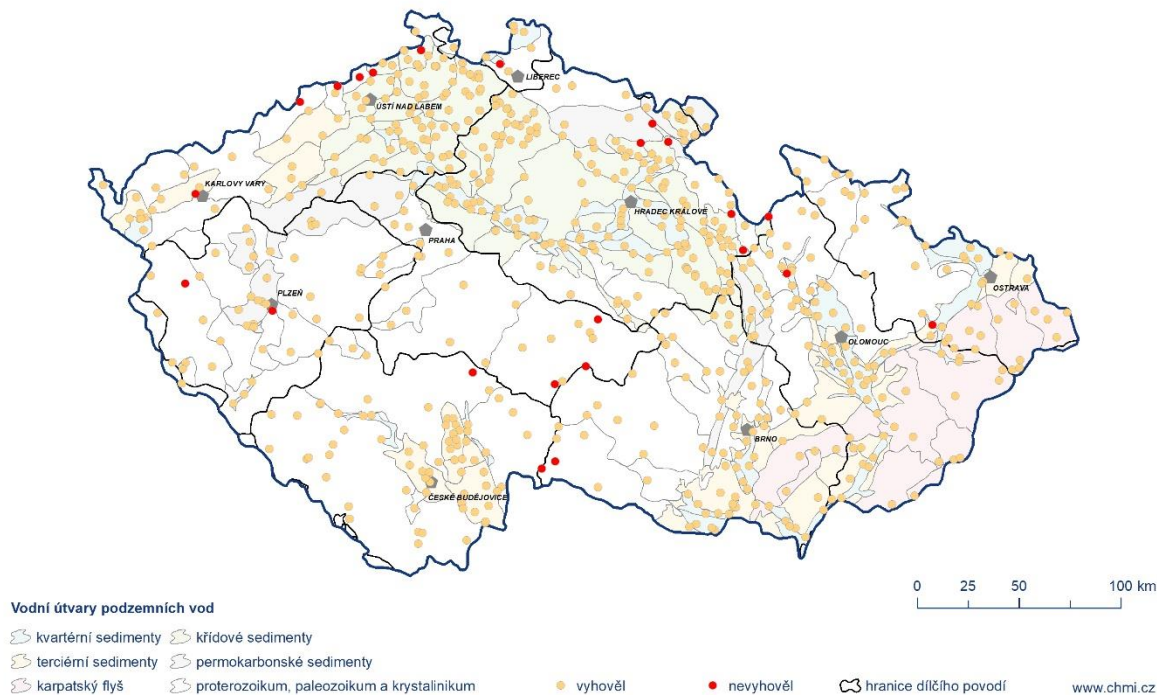 LIBEREC
ÚSTÍ NAD LABEM
KARLOVY VARY
HRADEC KRÁLOVÉ
PRAHA
OSTRAVA
PLZEŇ
OLOMOUC
BRNO
ČESKÉ BUDĚJOVICE
0 25 50 100 km
Vodní útvary podzemních vod
kvartérní sedimenty křídové sedimenty
terciérní sedimenty permokarbonské sedimenty
karpatský flyš proterozoikum, paleozoikum a krystalinikum vyhověl nevyhověl hranice dílčího povodí www.chmi.cz